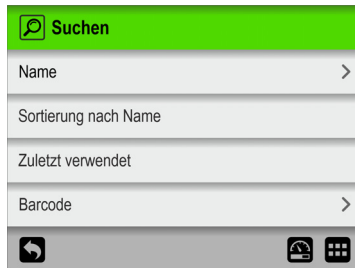 Suchen
Name
Sortierung nach Name
Zuletzt verwendet
Barcode